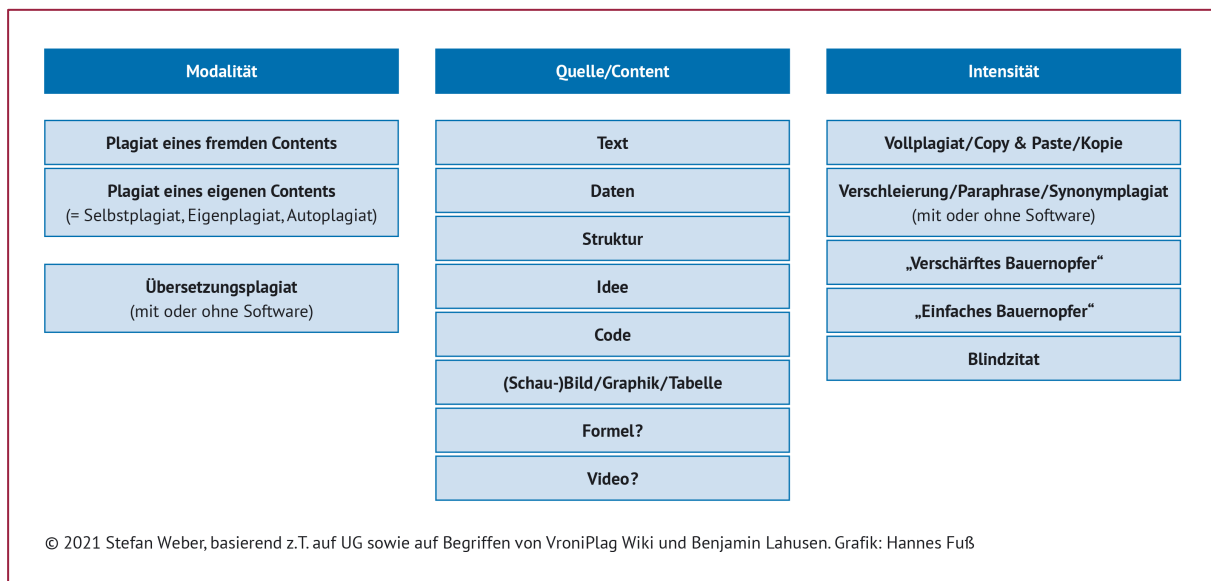 Modalität
Plagiat eines fremden Contents
Plagiat eines eigenen Contents
(= Selbstplagiat, Eigenplagiat, Autoplagiat)
Übersetzungsplagiat
(mit oder ohne Software)
Quelle/Content
Text
Daten
Struktur
Idee
Code
(Schau-)Bild/Graphik/Tabelle
Formel?
Video?
Intensität
Vollplagiat/Copy & Paste/Kopie
Verschleierung/Paraphrase/Synonymplagiat
(mit oder ohne Software)
„Verschärftes Bauernopfer“
„Einfaches Bauernopfer“
Blindzitat
© 2021 Stefan Weber, basierend z.T. auf UG sowie auf Begriffen von VroniPlag Wiki und Benjamin Lahusen. Grafik: Hannes Fuß